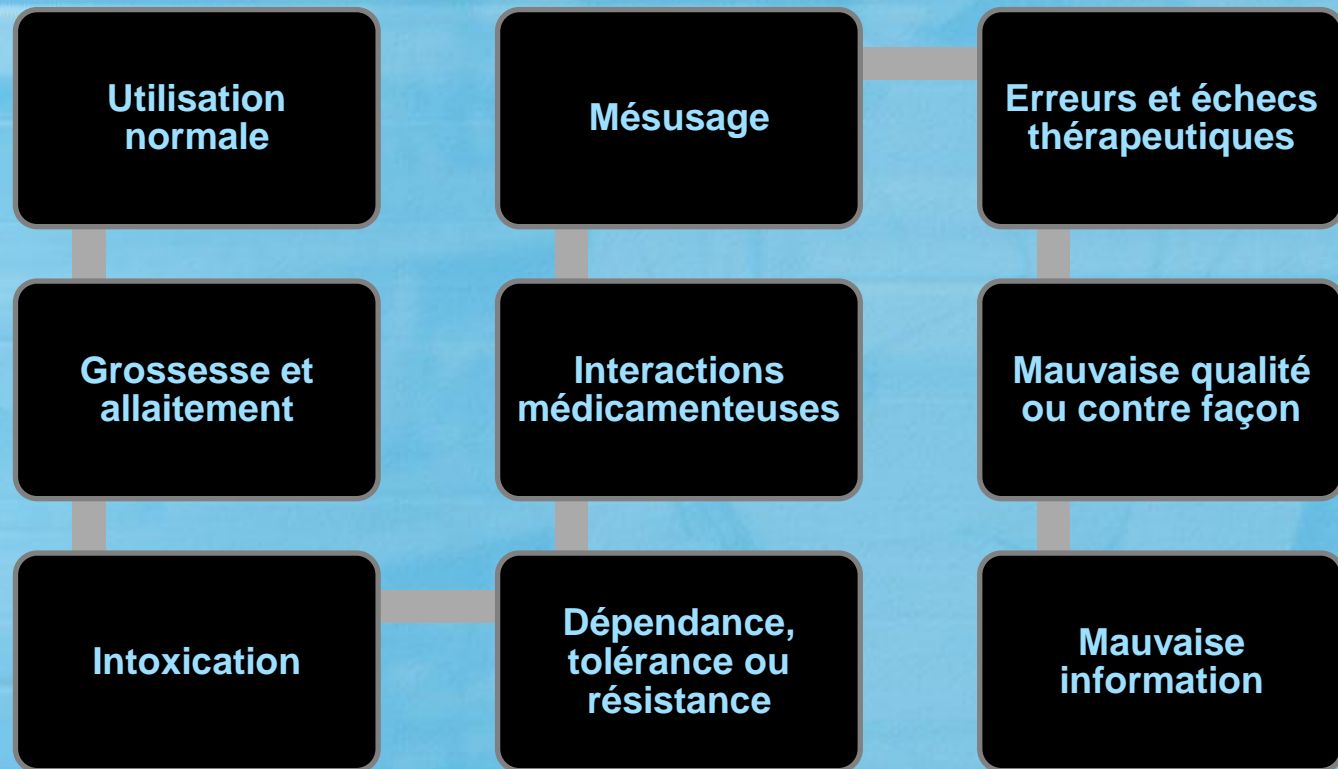 Utilisation
normale
Grossesse et
allaitement
Intoxication
Dépendance,
tolérance ou
résistance
Interactions
médicamenteuses
Mésusage
Erreurs et échecs
thérapeutiques
Mauvaise qualité
ou contre façon
Mauvaise
information